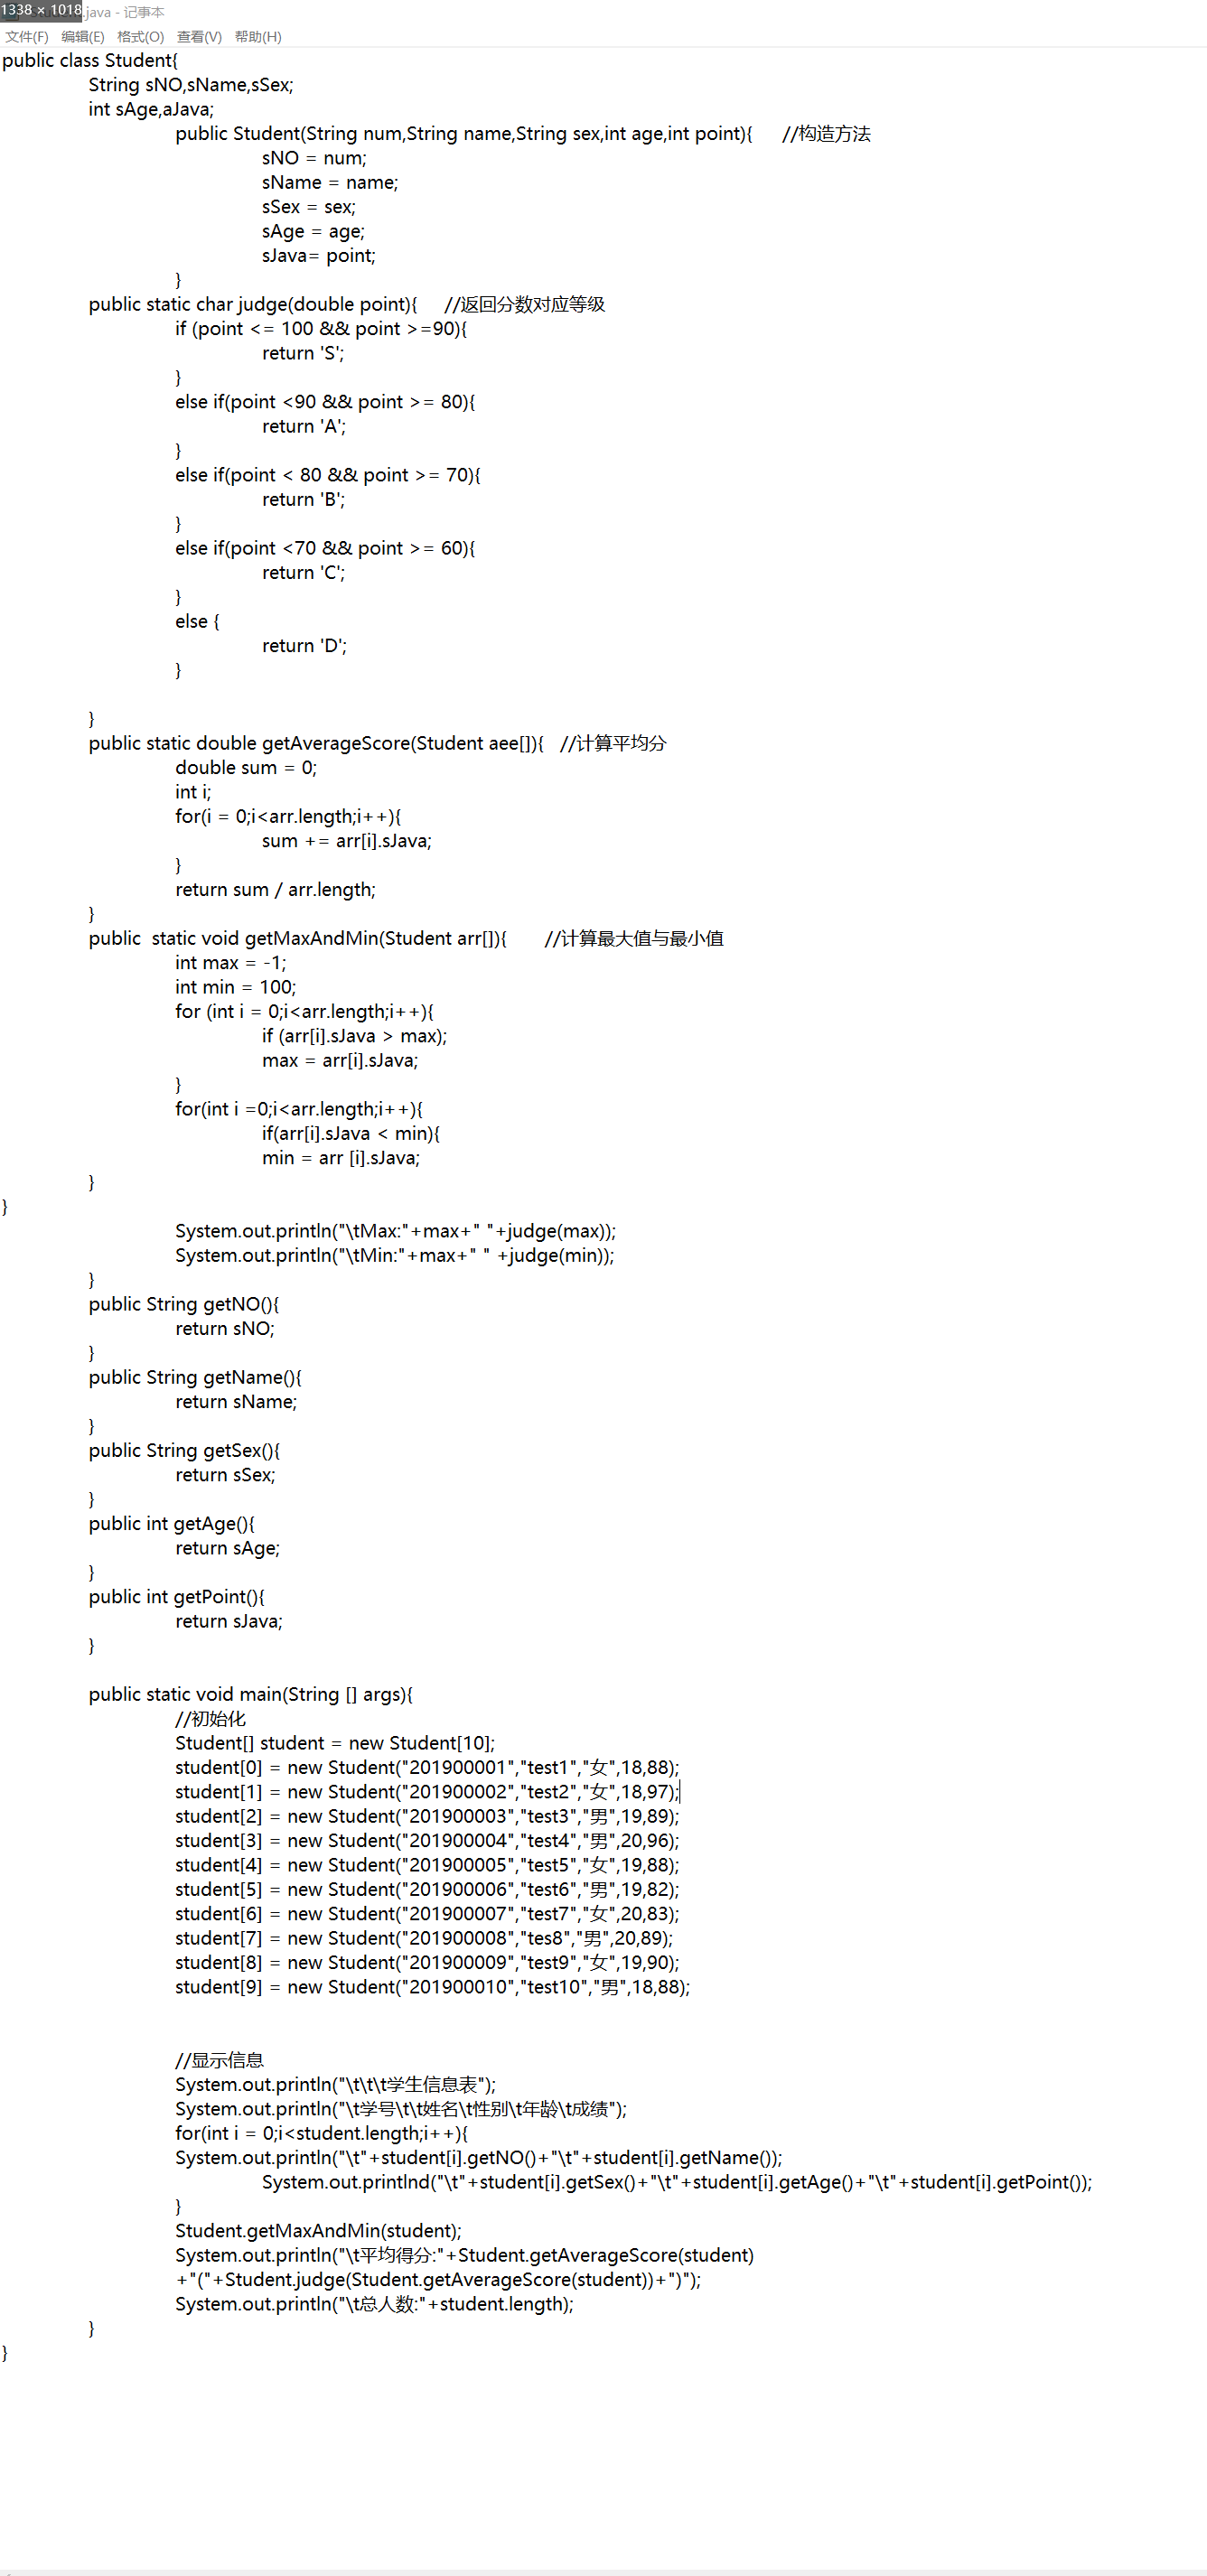 1338 × 1018
.java - 记事本
文件(F) 编辑(E) 格式(O) 查看(V) 帮助(H)
public class Student{
String sNO,sName,sSex;
int sAge,aJava;
public Student(String num,String name,String sex,int age,int point){ //构造方法
sNO = num;
sName = name;
sSex = sex;
sAge = age;
sJava= point;
}
public static char judge(double point){ //返回分数对应等级
if (point <= 100 && point >=90){
return 'S';
}
else if(point <90 && point >= 80){
return 'A';
}
else if(point < 80 && point >= 70){
return 'B';
}
else if(point <70 && point >= 60){
return 'C';
}
else {
return 'D';
}
}
public static double getAverageScore(Student aee[]){ //计算平均分
double sum = 0;
int i;
for(i = 0;i<arr.length;i++){
sum += arr[i].sJava;
}
return sum / arr.length;
}
public  static void getMaxAndMin(Student arr[]){ //计算最大值与最小值
int max = -1;
int min = 100;
for (int i = 0;i<arr.length;i++){
if (arr[i].sJava > max);
max = arr[i].sJava;
}
for(int i =0;i<arr.length;i++){
if(arr[i].sJava < min){
min = arr [i].sJava;
}
}
System.out.println("\tMax:"+max+" "+judge(max));
System.out.println("\tMin:"+max+" " +judge(min));
}
public String getNO(){
return sNO;
}
public String getName(){
return sName;
}
public String getSex(){
return sSex;
}
public int getAge(){
return sAge;
}
public int getPoint(){
return sJava;
}
public static void main(String [] args){
//初始化
Student[] student = new Student[10];
student[0] = new Student("201900001","test1","女",18,88);
student[1] = new Student("201900002","test2","女",18,97);
student[2] = new Student("201900003","test3","男",19,89);
student[3] = new Student("201900004","test4","男",20,96);
student[4] = new Student("201900005","test5","女",19,88);
student[5] = new Student("201900006","test6","男",19,82);
student[6] = new Student("201900007","test7","女",20,83);
student[7] = new Student("201900008","tes8","男",20,89);
student[8] = new Student("201900009","test9","女",19,90);
student[9] = new Student("201900010","test10","男",18,88);
//显示信息
System.out.println("\t\t\t学生信息表");
System.out.println("\t学号\t\t姓名\t性别\t年龄\t成绩");
for(int i = 0;i<student.length;i++){
System.out.println("\t"+student[i].getNO()+"\t"+student[i].getName());
System.out.printlnd("\t"+student[i].getSex()+"\t"+student[i].getAge()+"\t"+student[i].getPoint());
}
Student.getMaxAndMin(student);
System.out.println("\t平均得分:"+Student.getAverageScore(student)
+"("+Student.judge(Student.getAverageScore(student))+")");
System.out.println("\t总人数:"+student.length);
}
}